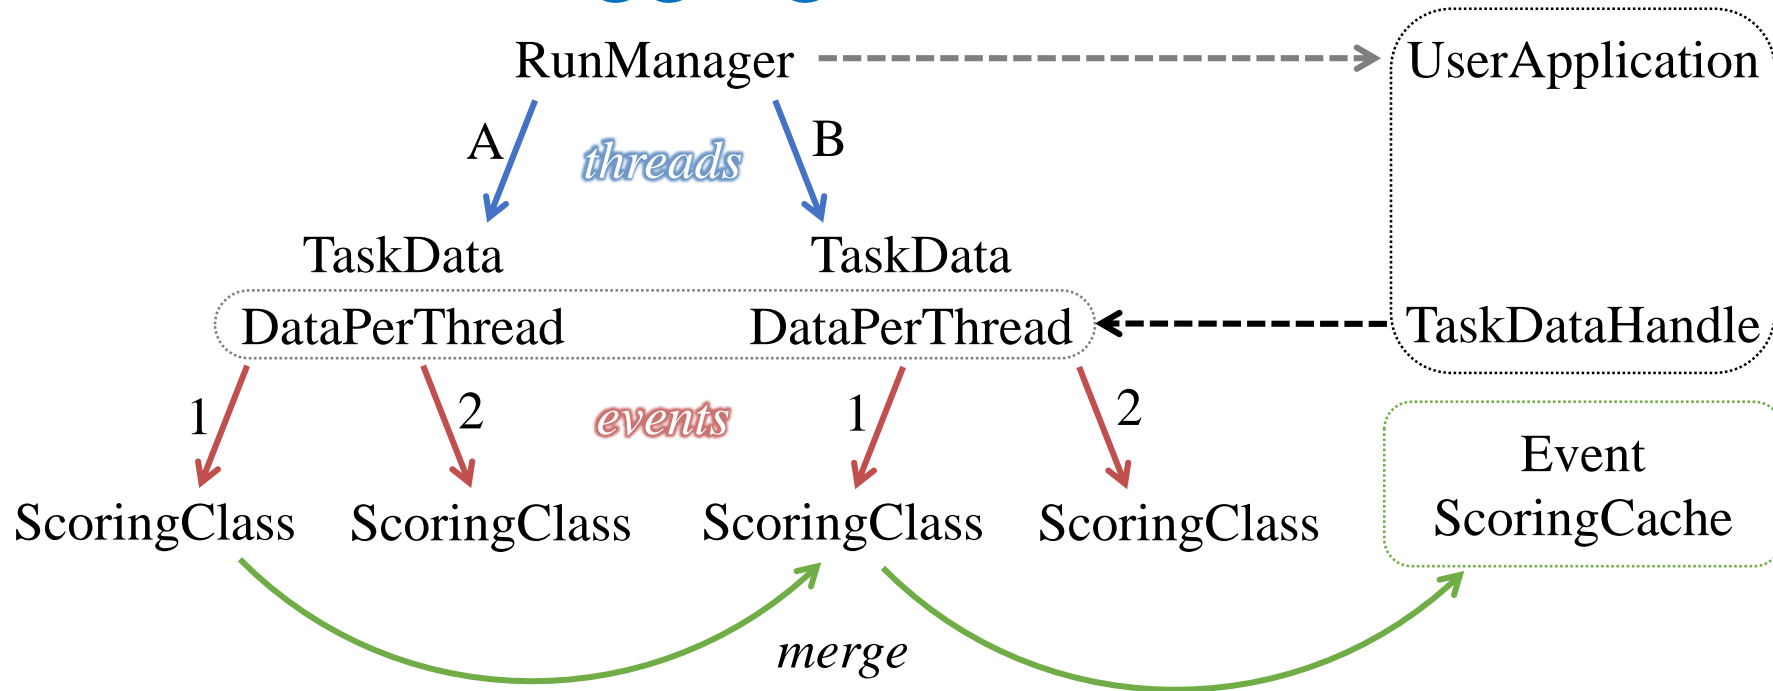 RunManager
UserApplication
A
threads
B
TaskData
TaskData
DataPerThread
DataPerThread
TaskDataHandle
1
2
events
1
2
Event
ScoringCache
ScoringClass
ScoringClass
ScoringClass
ScoringClass
merge